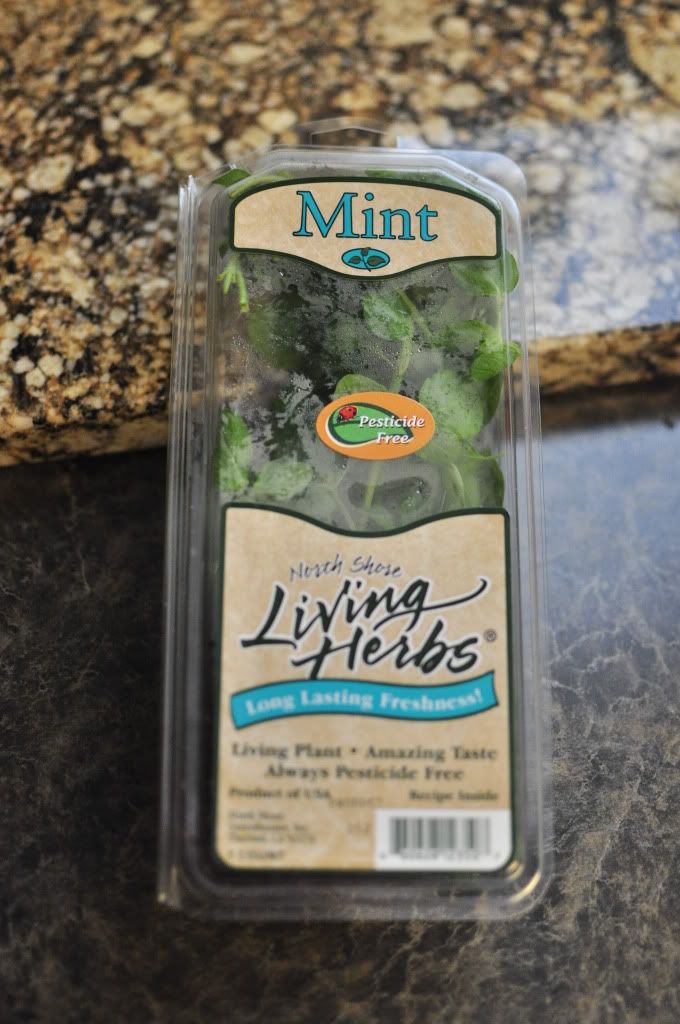 Mint
Pesticide
Free
North Shore
Living
Herbs®
Long Lasting Freshness!
Living Plant • Amazing Taste
Always Pesticide Free
Product of USA
Recipe Inside